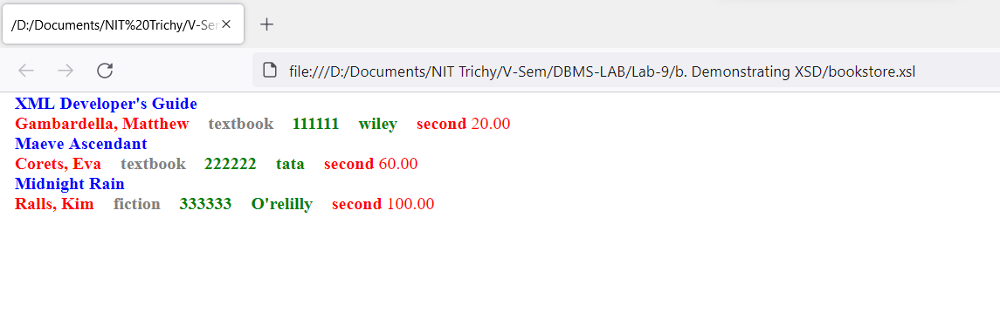 /D:/Documents/NIT%20Trichy/V-Ser
file:///D:/Documents/NIT Trichy/V-Sem/DBMS-LAB/Lab-9/b. Demonstrating XSD/bookstore.xsl
XML Developer's Guide
Gambardella, Matthew textbook 111111 wiley second 20.00
Maeve Ascendant
Corets, Eva textbook 222222 tata second 60.00
Midnight Rain
Ralls, Kim fiction 333333 O'relilly second 100.00